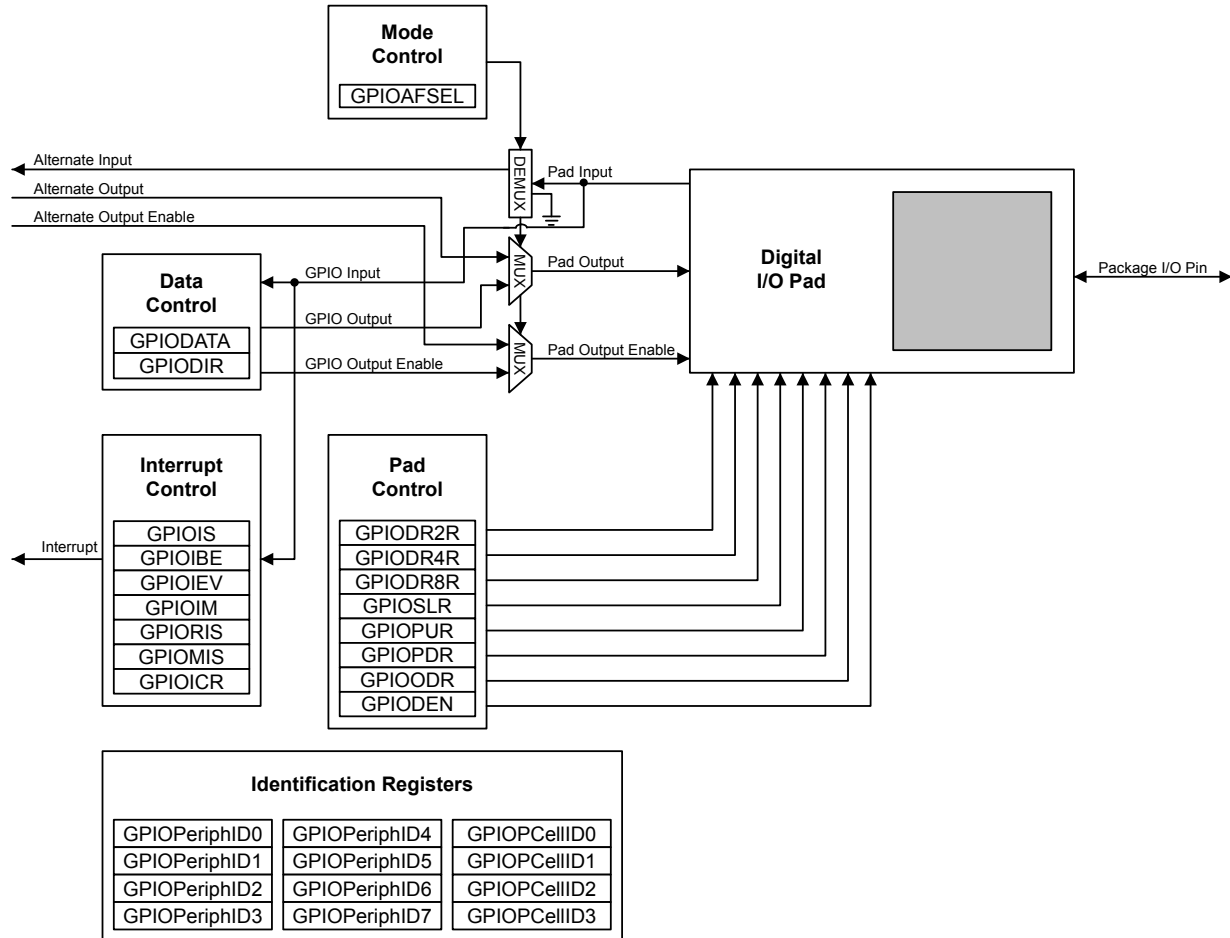 Mode
Control
GPIOAFSEL
Alternate Input
Alternate Output
Alternate Output Enable
DEMUX
Pad Input
MUX
Pad Output
MUX
Pad Output Enable
Digital
I/O Pad
Package I/O Pin
Data
Control
GPIODATA
GPIODIR
GPIO Input
GPIO Output
GPIO Output Enable
Interrupt
Control
GPIOIS
GPIOIBE
GPIOIEV
GPIOIM
GPIORIS
GPIOMIS
GPIOICR
Interrupt
Pad
Control
GPIODR2R
GPIODR4R
GPIODR8R
GPIOSLR
GPIOPUR
GPIOPDR
GPIOODR
GPIODEN
Identification Registers
GPIOPeriphID0
GPIOPeriphID1
GPIOPeriphID2
GPIOPeriphID3
GPIOPeriphID4
GPIOPeriphID5
GPIOPeriphID6
GPIOPeriphID7
GPIOPCellID0
GPIOPCellID1
GPIOPCellID2
GPIOPCellID3